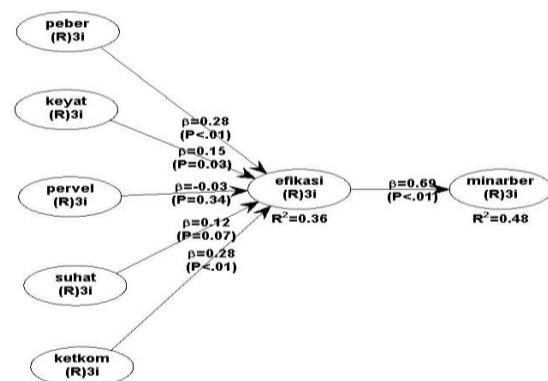 peber
(R)3i
keyat
(R)3i
pervel
(R)3i
suhat
(R)3i
ketkom
(R)3i
β=0.28
(P<.01)
β=0.15
(P=0.03)
β=-0.03
(P=0.34)
β=0.12
(P=0.07)
β=0.28
(P<.01)
efikasi
(R)3i
R²=0.36
β=0.69
(P<.01)
minarber
(R)3i
R²=0.48